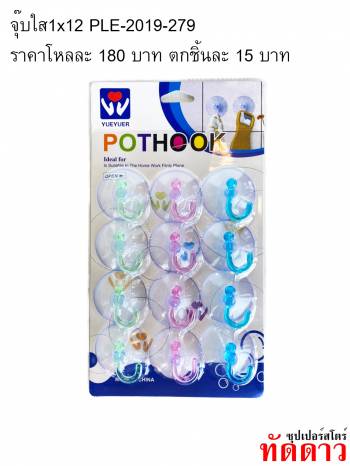 จุ๊บใส1x12 PLE-2019-279
ราคาโหลละ 180 บาท ตกชิ้นละ 15 บาท
YUEYUER
POTHOOK
Ideal for
OPEN
CHINA
ซุปเปอร์สโตร์
ทัดดาว